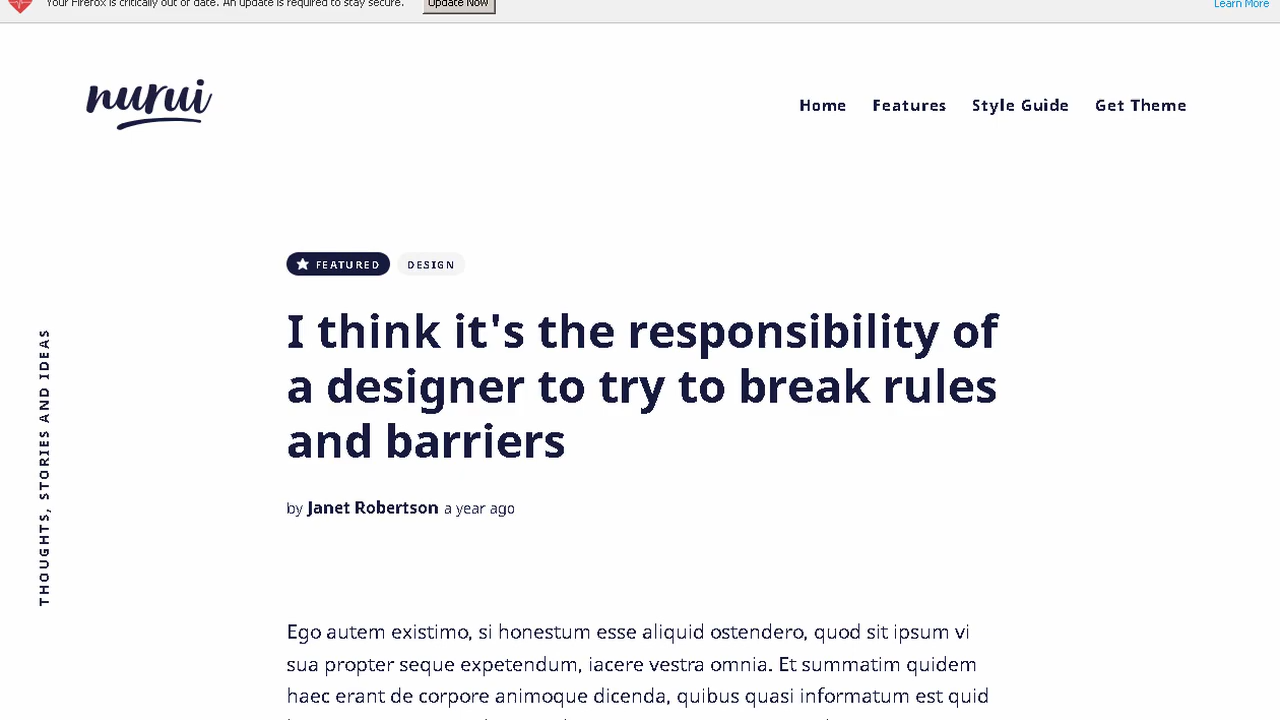 Your Firefox is critically out of date. An update is required to stay secure. Update Now Learn More
nurui
Home Features Style Guide Get Theme
FEATURED DESIGN
I think it's the responsibility of
a designer to try to break rules
and barriers
by Janet Robertson a year ago
THOUGHTS, STORIES AND IDEAS
Ego autem existimo, si honestum esse aliquid ostendero, quod sit ipsum vi
sua propter seque expetendum, iacere vestra omnia. Et summatim quidem
haec erant de corpore animoque dicenda, quibus quasi informatum est quid